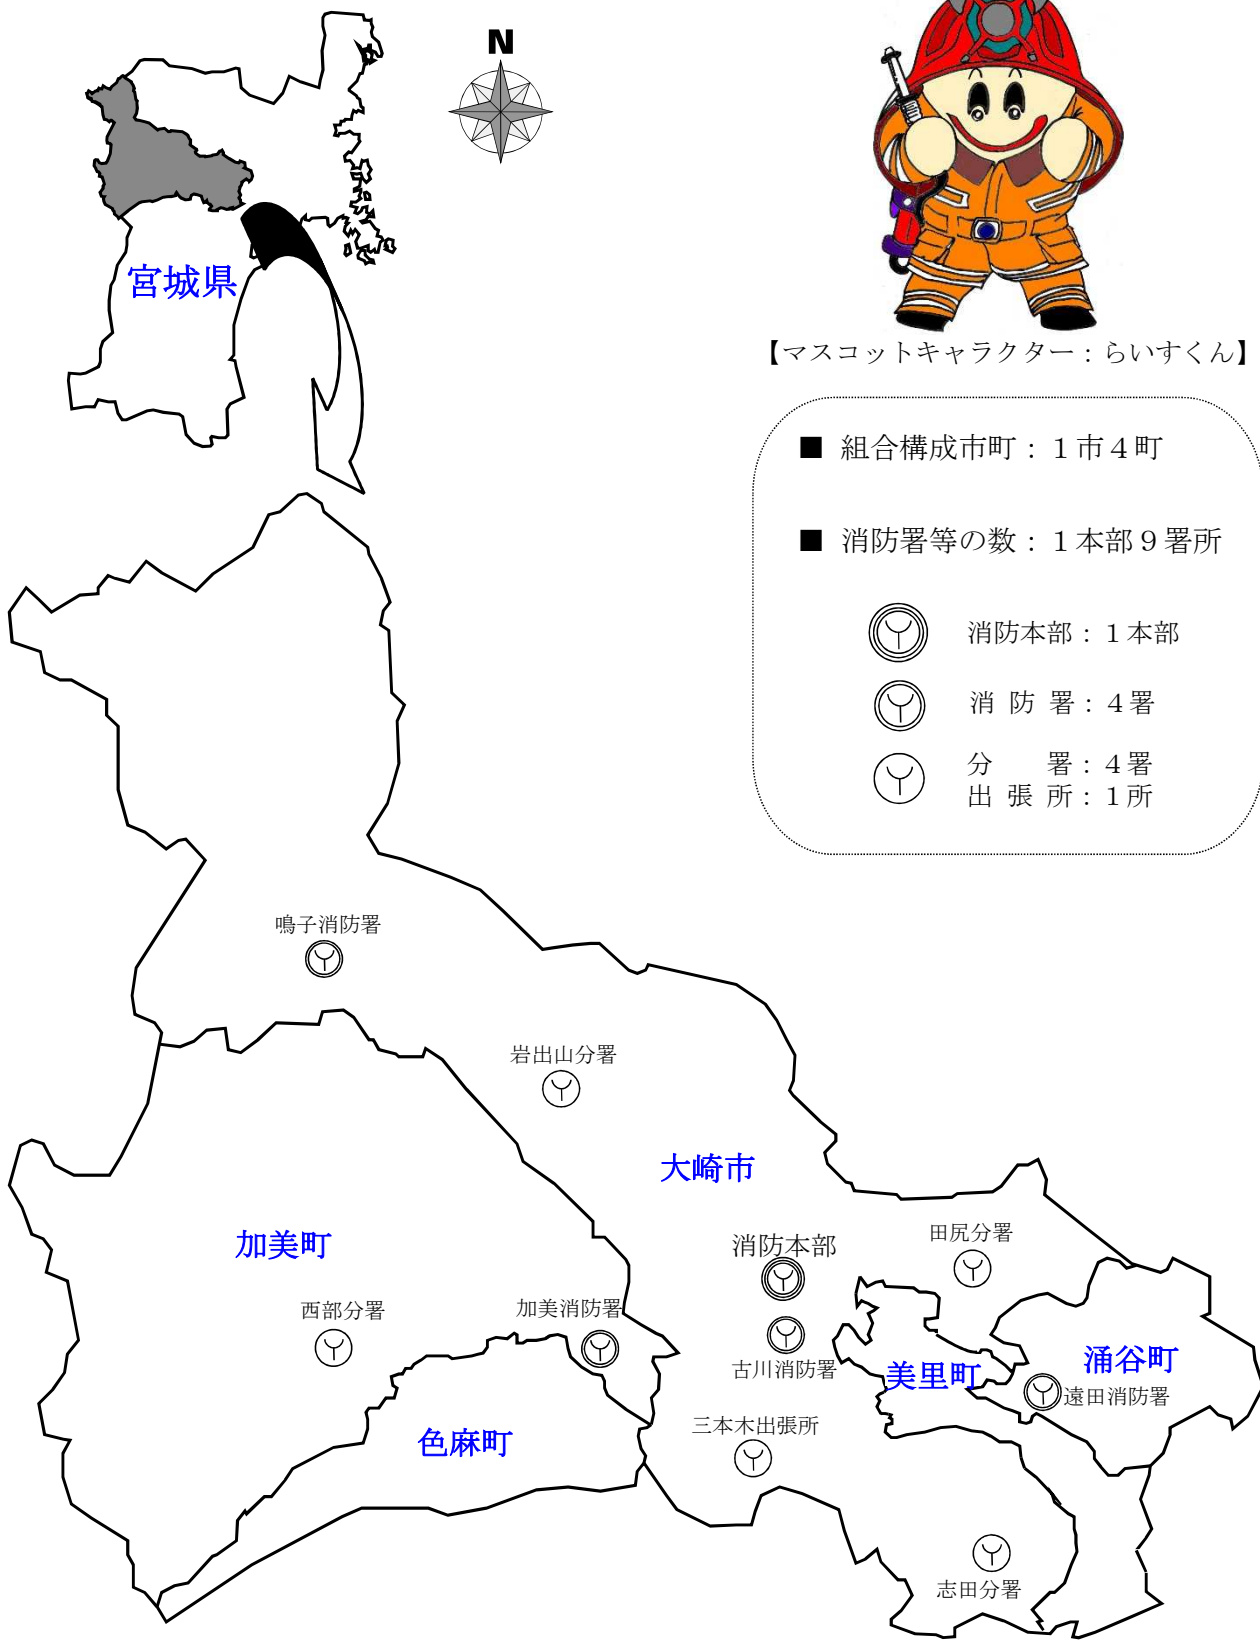 N
宮城県
【マスコットキャラクター：らいすくん】
■ 組合構成市町：１市４町
■ 消防署等の数：１本部９署所
消防本部：１本部
消 防 署：４署
分　　署：４署
出 張 所：１所
鳴子消防署
岩出山分署
大崎市
加美町
消防本部
田尻分署
西部分署
加美消防署
古川消防署
美里町
涌谷町
遠田消防署
三本木出張所
色麻町
志田分署